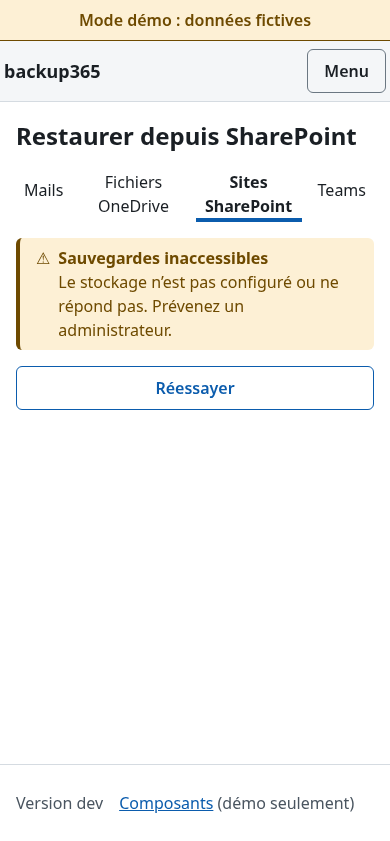 Mode démo : données fictives
backup365
Menu
Restaurer depuis SharePoint
Mails
Fichiers
OneDrive
Sites
SharePoint
Teams
⚠ Sauvegardes inaccessibles
Le stockage n’est pas configuré ou ne
répond pas. Prévenez un
administrateur.
Réessayer
Version dev Composants (démo seulement)